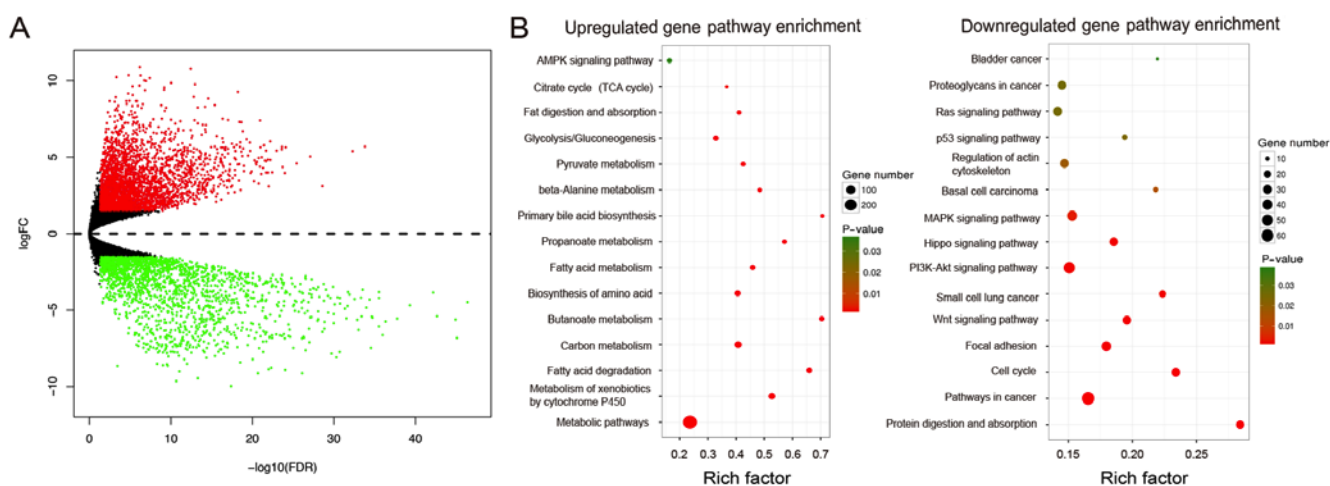 A
10
5
0
-5
-10
logFC
0
10
20
30
40
-log10(FDR)
B
Upregulated gene pathway enrichment
AMPK signaling pathway
Citrate cycle (TCA cycle)
Fat digestion and absorption
Glycolysis/Gluconeogenesis
Pyruvate metabolism
beta-Alanine metabolism
Primary bile acid biosynthesis
Propanoate metabolism
Fatty acid metabolism
Biosynthesis of amino acid
Butanoate metabolism
Carbon metabolism
Fatty acid degradation
Metabolism of xenobiotics
by cytochrome P450
Metabolic pathways
0.2 0.3 0.4 0.5 0.6 0.7
Rich factor
Gene number
100
200
P-value
0.03
0.02
0.01
Downregulated gene pathway enrichment
Bladder cancer
Proteoglycans in cancer
Ras signaling pathway
p53 signaling pathway
Regulation of actin
cytoskeleton
Basal cell carcinoma
MAPK signaling pathway
Hippo signaling pathway
PI3K-Akt signaling pathway
Small cell lung cancer
Wnt signaling pathway
Focal adhesion
Cell cycle
Pathways in cancer
Protein digestion and absorption
0.15 0.20 0.25
Rich factor
Gene number
10
20
30
40
50
60
P-value
0.03
0.02
0.01